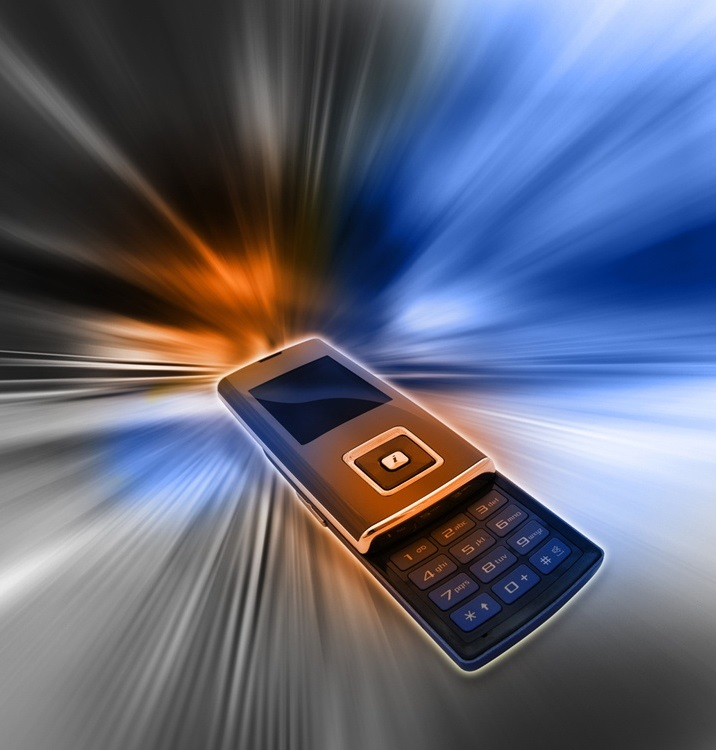 i
1 2abc 3def
4ghi 5jkl 6mno
7pqrs 8tuv 9wxyz
* 0+ #